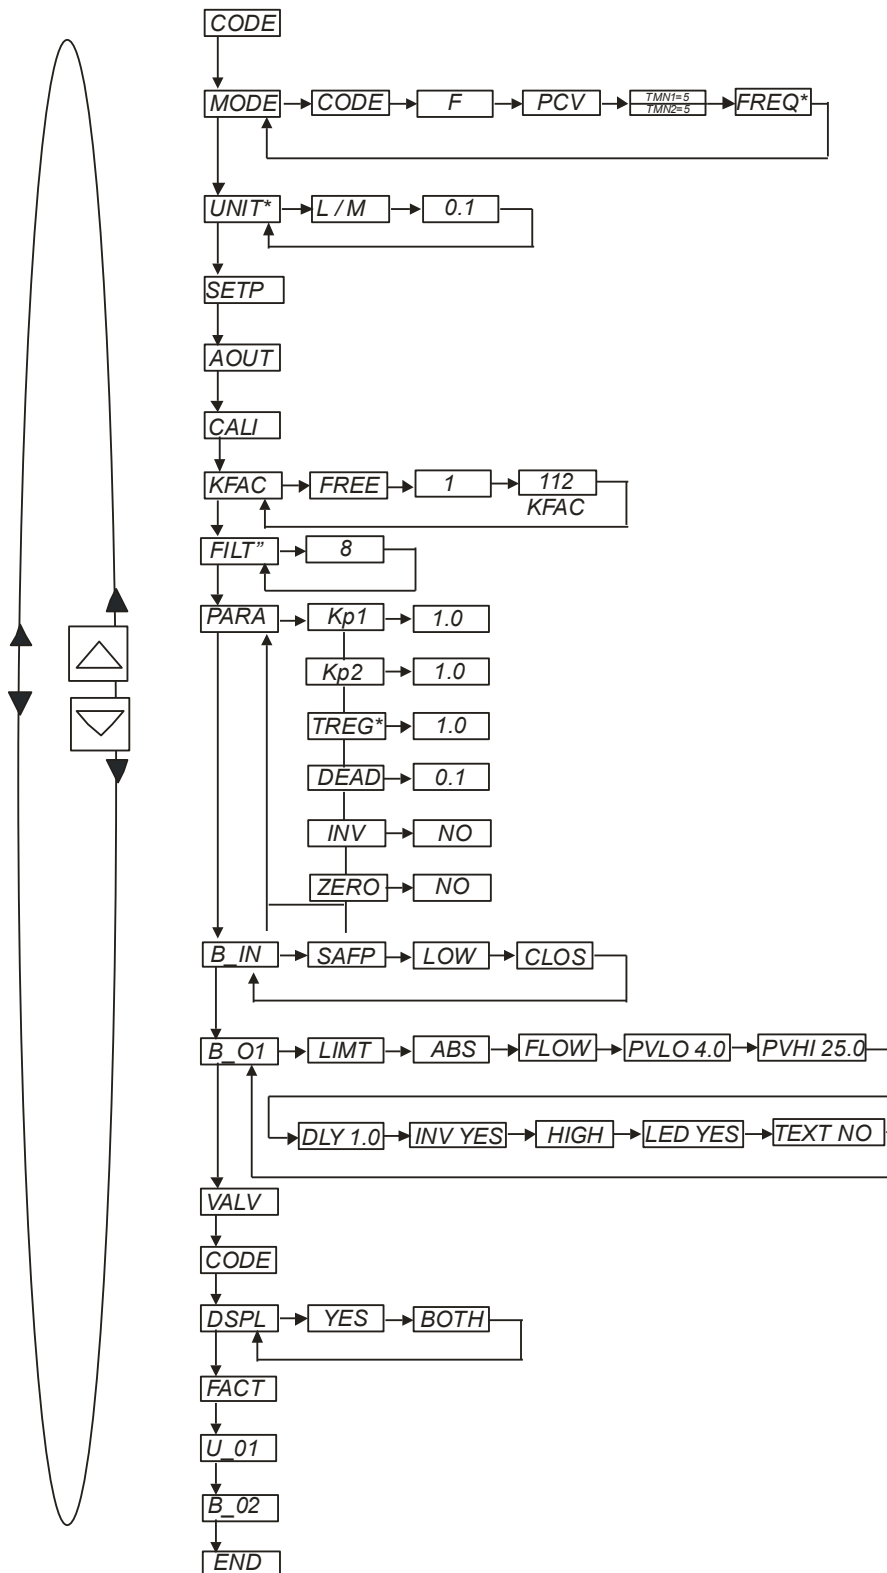 CODE
MODE CODE F PCV TMN1=5 FREQ*
TMN2=5
UNIT* L / M 0.1
SETP
AOUT
CALI
KFAC FREE 1 112
KFAC
FILT" 8
PARA Kp1 1.0
Kp2 1.0
TREG* 1.0
DEAD 0.1
INV NO
ZERO NO
B_IN SAFP LOW CLOS
B_O1 LIMT ABS FLOW PVLO 4.0 PVHI 25.0
DLY 1.0 INV YES HIGH LED YES TEXT NO
VALV
CODE
DSPL YES BOTH
FACT
U_01
B_02
END